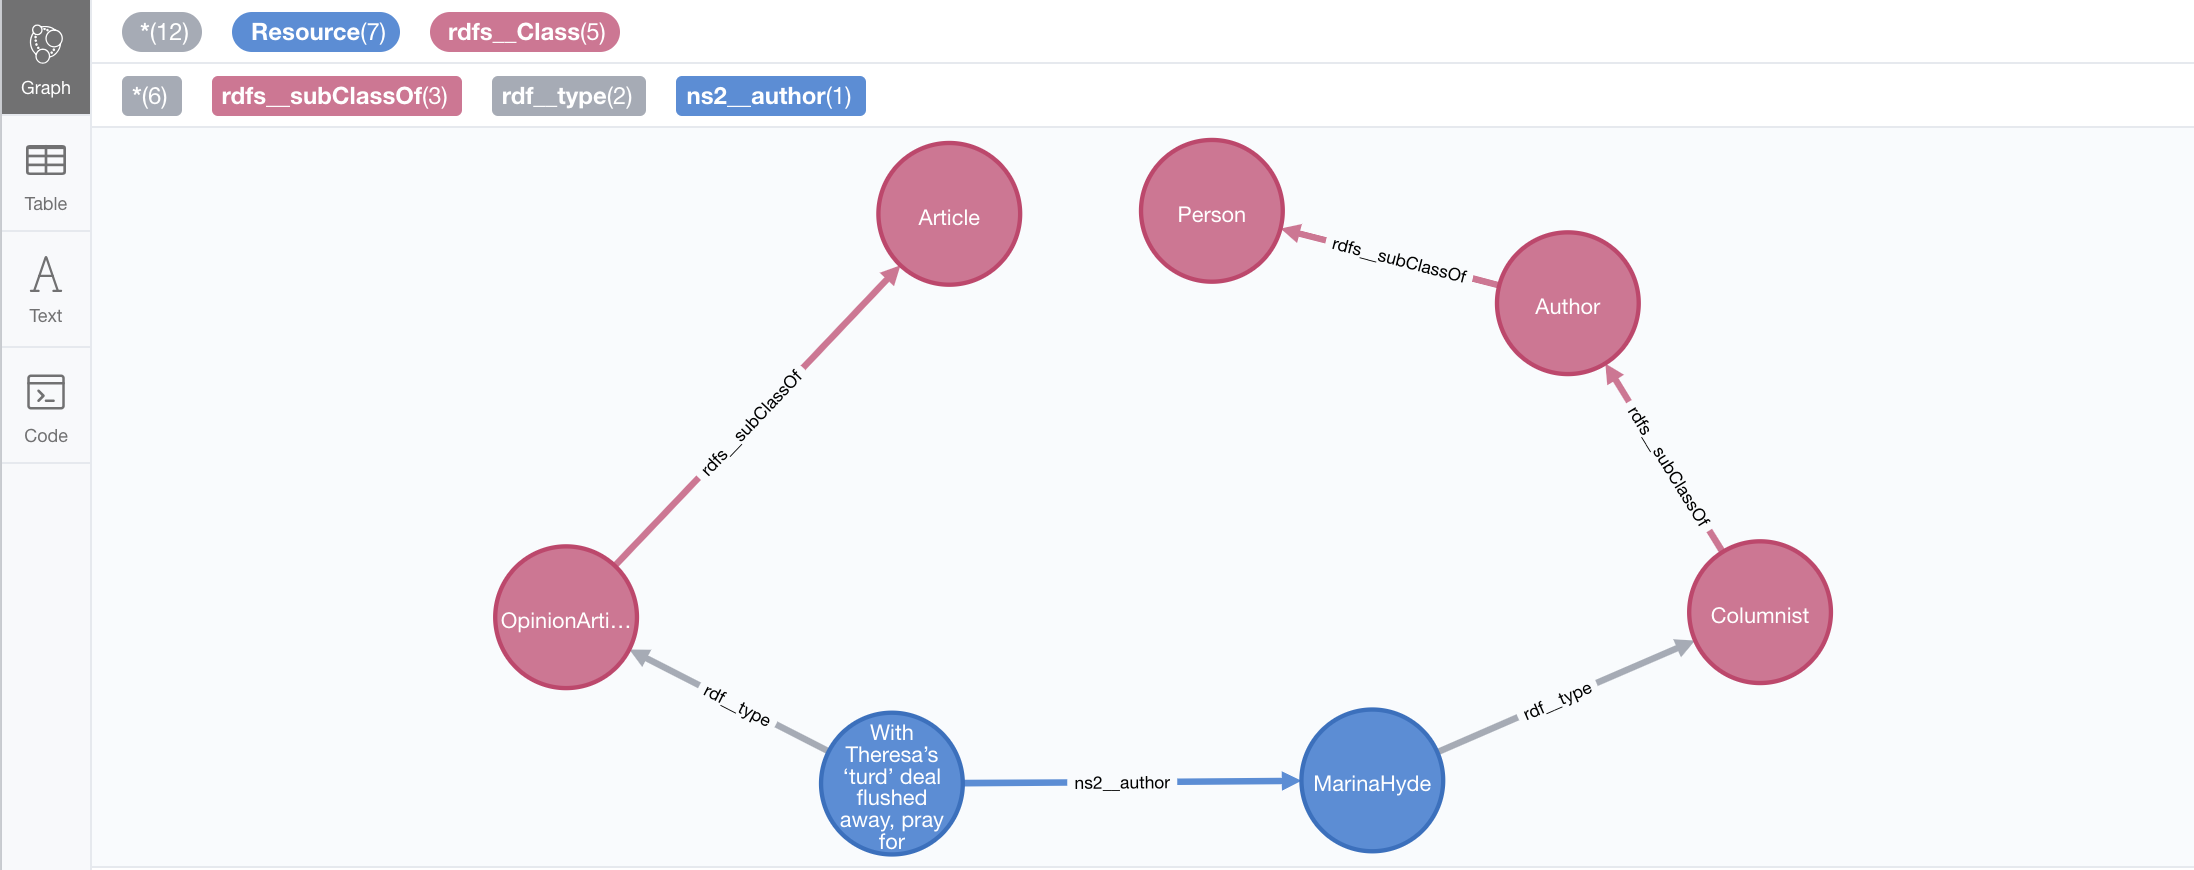 *(12) Resource(7) rdfs__Class(5)
*(6) rdfs__subClassOf(3) rdf__type(2) ns2__author(1)
Graph
Table
Text
Code
Article
Person
rdfs__subClassOf
Author
rdfs__subClassOf
rdfs__subClassOf
OpinionArti...
Columnist
rdf__type
rdf__type
With
Theresa’s
‘turd’ deal
flushed
away, pray
for
ns2__author
MarinaHyde